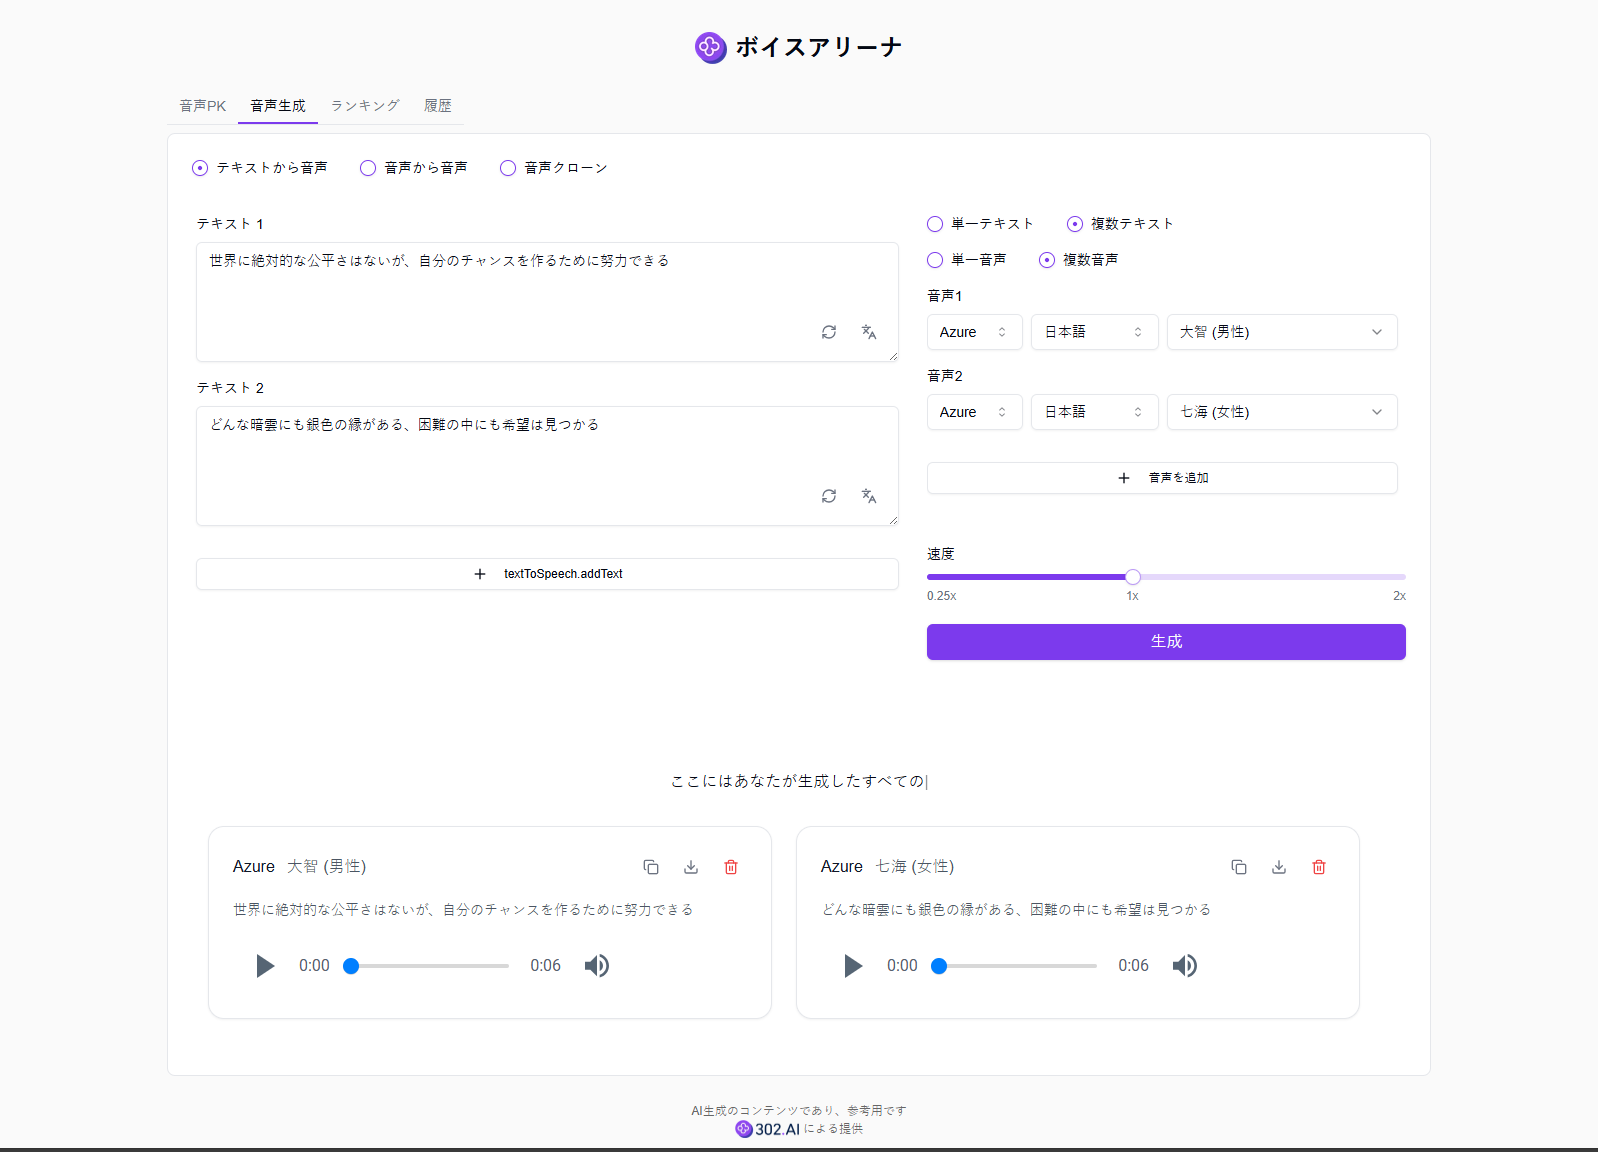 ボイスアリーナ
音声PK 音声生成 ランキング 履歴
テキストから音声 音声から音声 音声クローン
テキスト 1
世界に絶対的な公平さはないが、自分のチャンスを作るために努力できる
テキスト 2
どんな暗雲にも銀色の縁がある、困難の中にも希望は見つかる
textToSpeech.addText
単一テキスト 複数テキスト
単一音声 複数音声
音声1
Azure 日本語 大智 (男性)
音声2
Azure 日本語 七海 (女性)
音声を追加
速度
0.25x 1x 2x
生成
ここにはあなたが生成したすべての
Azure 大智 (男性)
世界に絶対的な公平さはないが、自分のチャンスを作るために努力できる
0:00 0:06
Azure 七海 (女性)
どんな暗雲にも銀色の縁がある、困難の中にも希望は見つかる
0:00 0:06
AI生成のコンテンツであり、参考用です
302.AI による提供